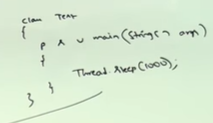 class Test
{
p s v main(String[] args)
{
Thread.sleep(1000);
}
}